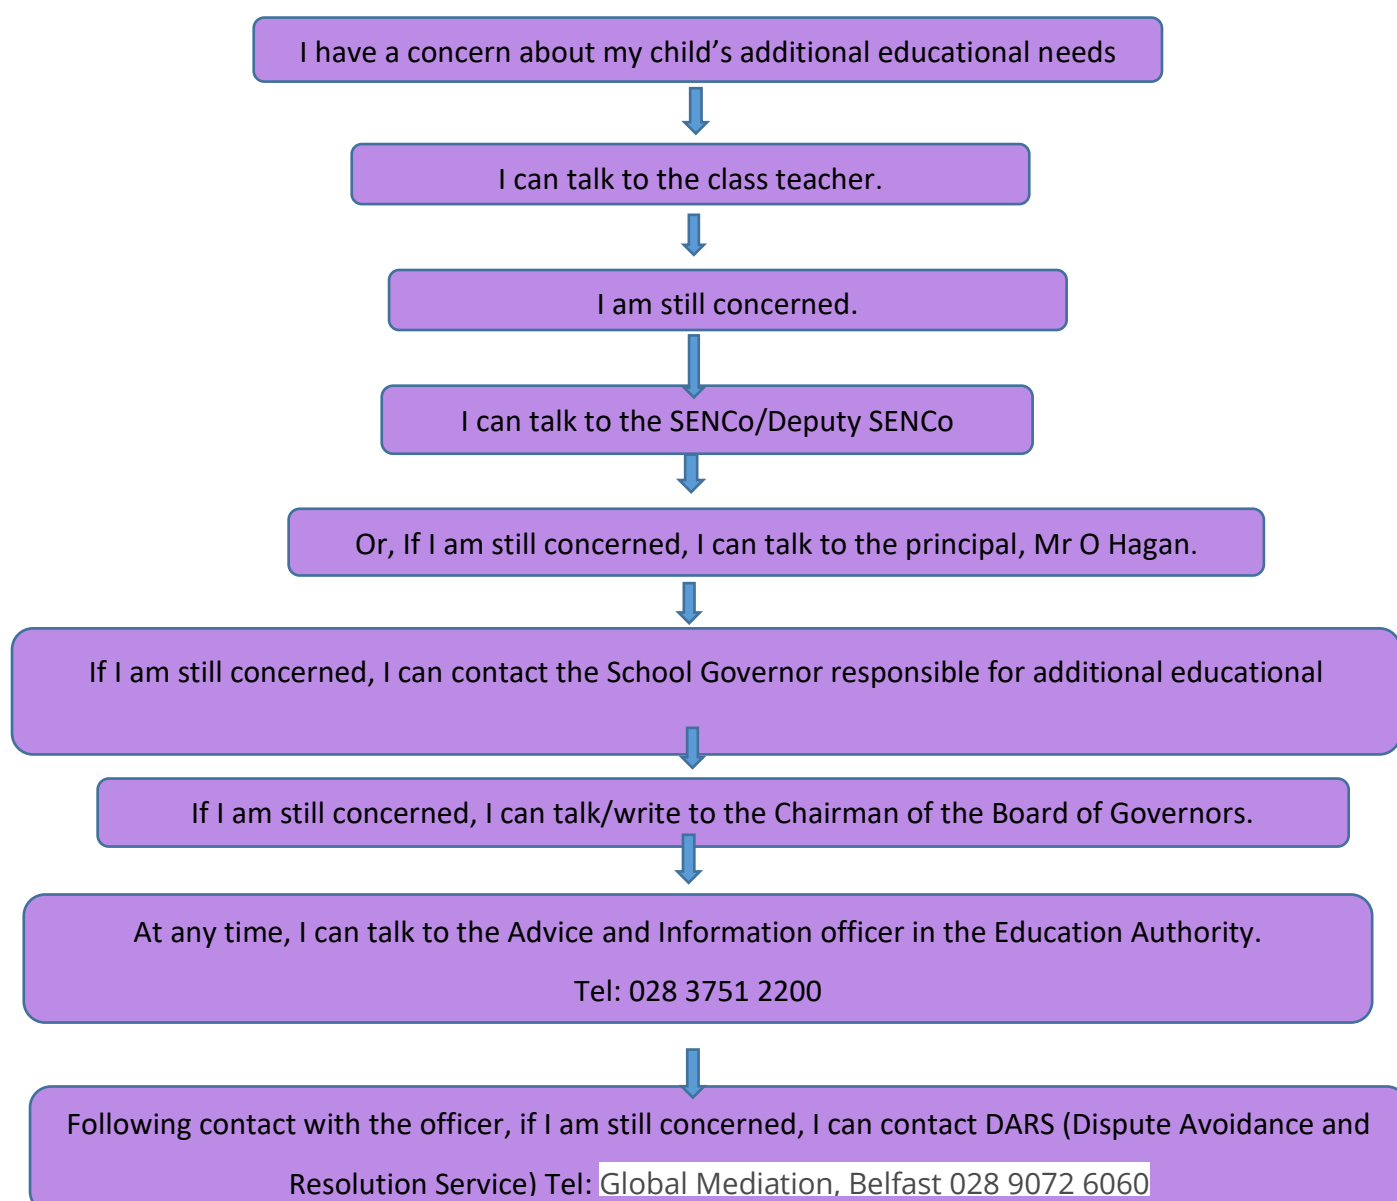 I have a concern about my child’s additional educational needs
I can talk to the class teacher.
I am still concerned.
I can talk to the SENCo/Deputy SENCo
Or, If I am still concerned, I can talk to the principal, Mr O Hagan.
If I am still concerned, I can contact the School Governor responsible for additional educational
If I am still concerned, I can talk/write to the Chairman of the Board of Governors.
At any time, I can talk to the Advice and Information officer in the Education Authority.
Tel: 028 3751 2200
Following contact with the officer, if I am still concerned, I can contact DARS (Dispute Avoidance and
Resolution Service) Tel: Global Mediation, Belfast 028 9072 6060